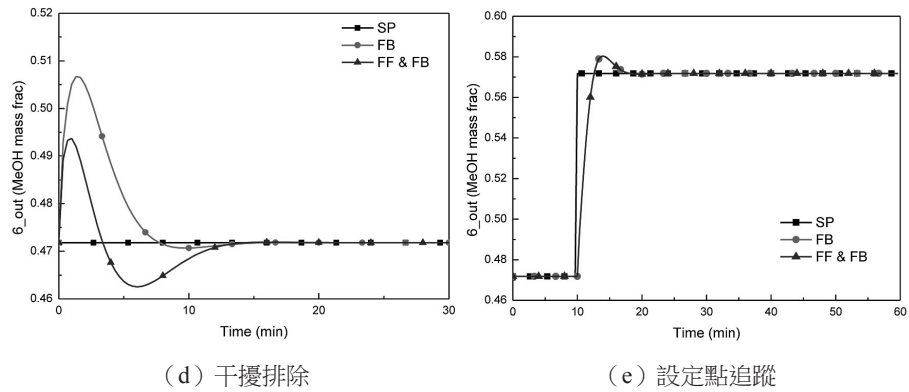 0.52
0.51
0.50
0.49
0.48
0.47
0.46
6_out (MeOH mass frac)
SP
FB
FF & FB
0
10
20
30
Time (min)
（d）干擾排除
0.60
0.58
0.56
0.54
0.52
0.50
0.48
0.46
6_out (MeOH mass frac)
SP
FB
FF & FB
0
10
20
30
40
50
60
Time (min)
（e）設定點追蹤